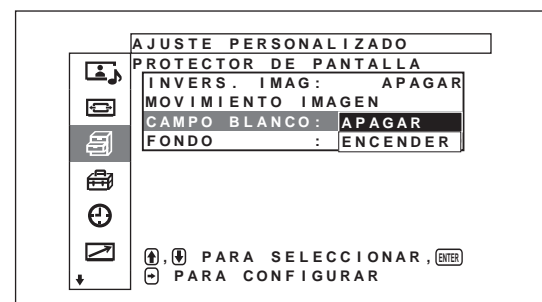 AJUSTE PERSONALIZADO
PROTECTOR DE PANTALLA
INVERS. IMAG: APAGAR
MOVIMIENTO IMAGEN
CAMPO BLANCO: APAGAR
FONDO : ENCENDER
, PARA SELECCIONAR, ENTER
PARA CONFIGURAR